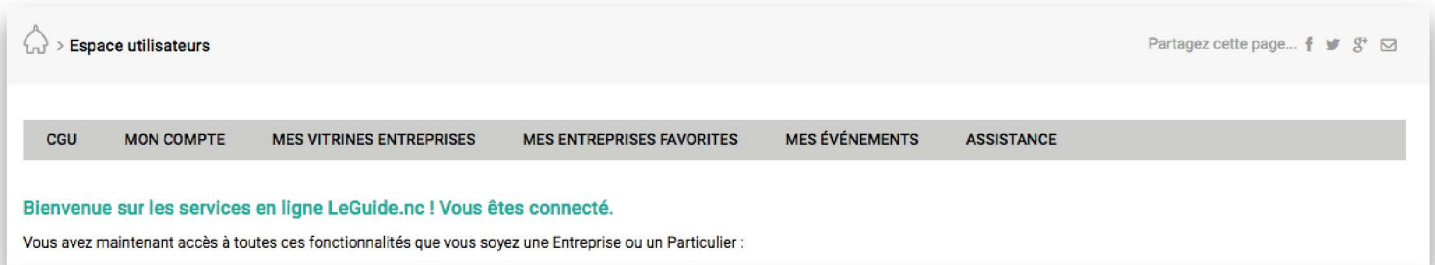 > Espace utilisateurs
Partagez cette page...
CGU MON COMPTE MES VITRINES ENTREPRISES MES ENTREPRISES FAVORITES MES ÉVÉNEMENTS ASSISTANCE
Bienvenue sur les services en ligne LeGuide.nc ! Vous êtes connecté.
Vous avez maintenant accès à toutes ces fonctionnalités que vous soyez une Entreprise ou un Particulier :